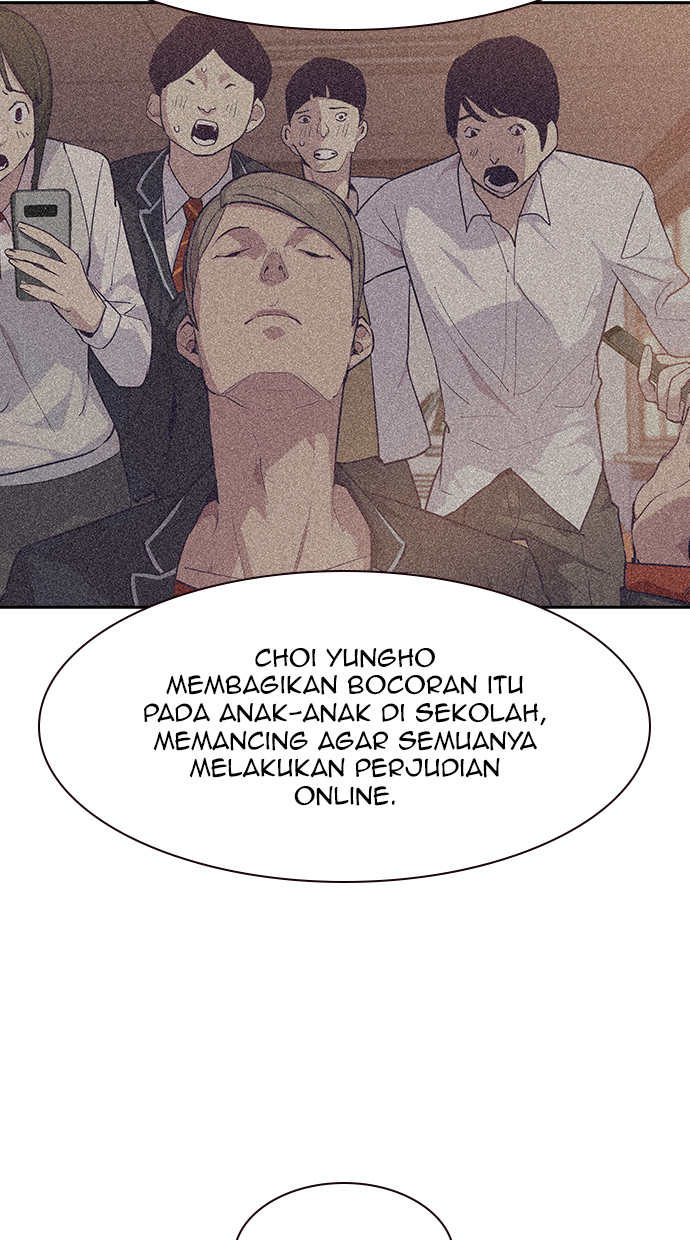 CHOI YUNGHO
MEMBAGIKAN BOCORAN ITU
PADA ANAK-ANAK DI SEKOLAH,
MEMANCING AGAR SEMUANYA
MELAKUKAN PERJUDIAN
ONLINE.